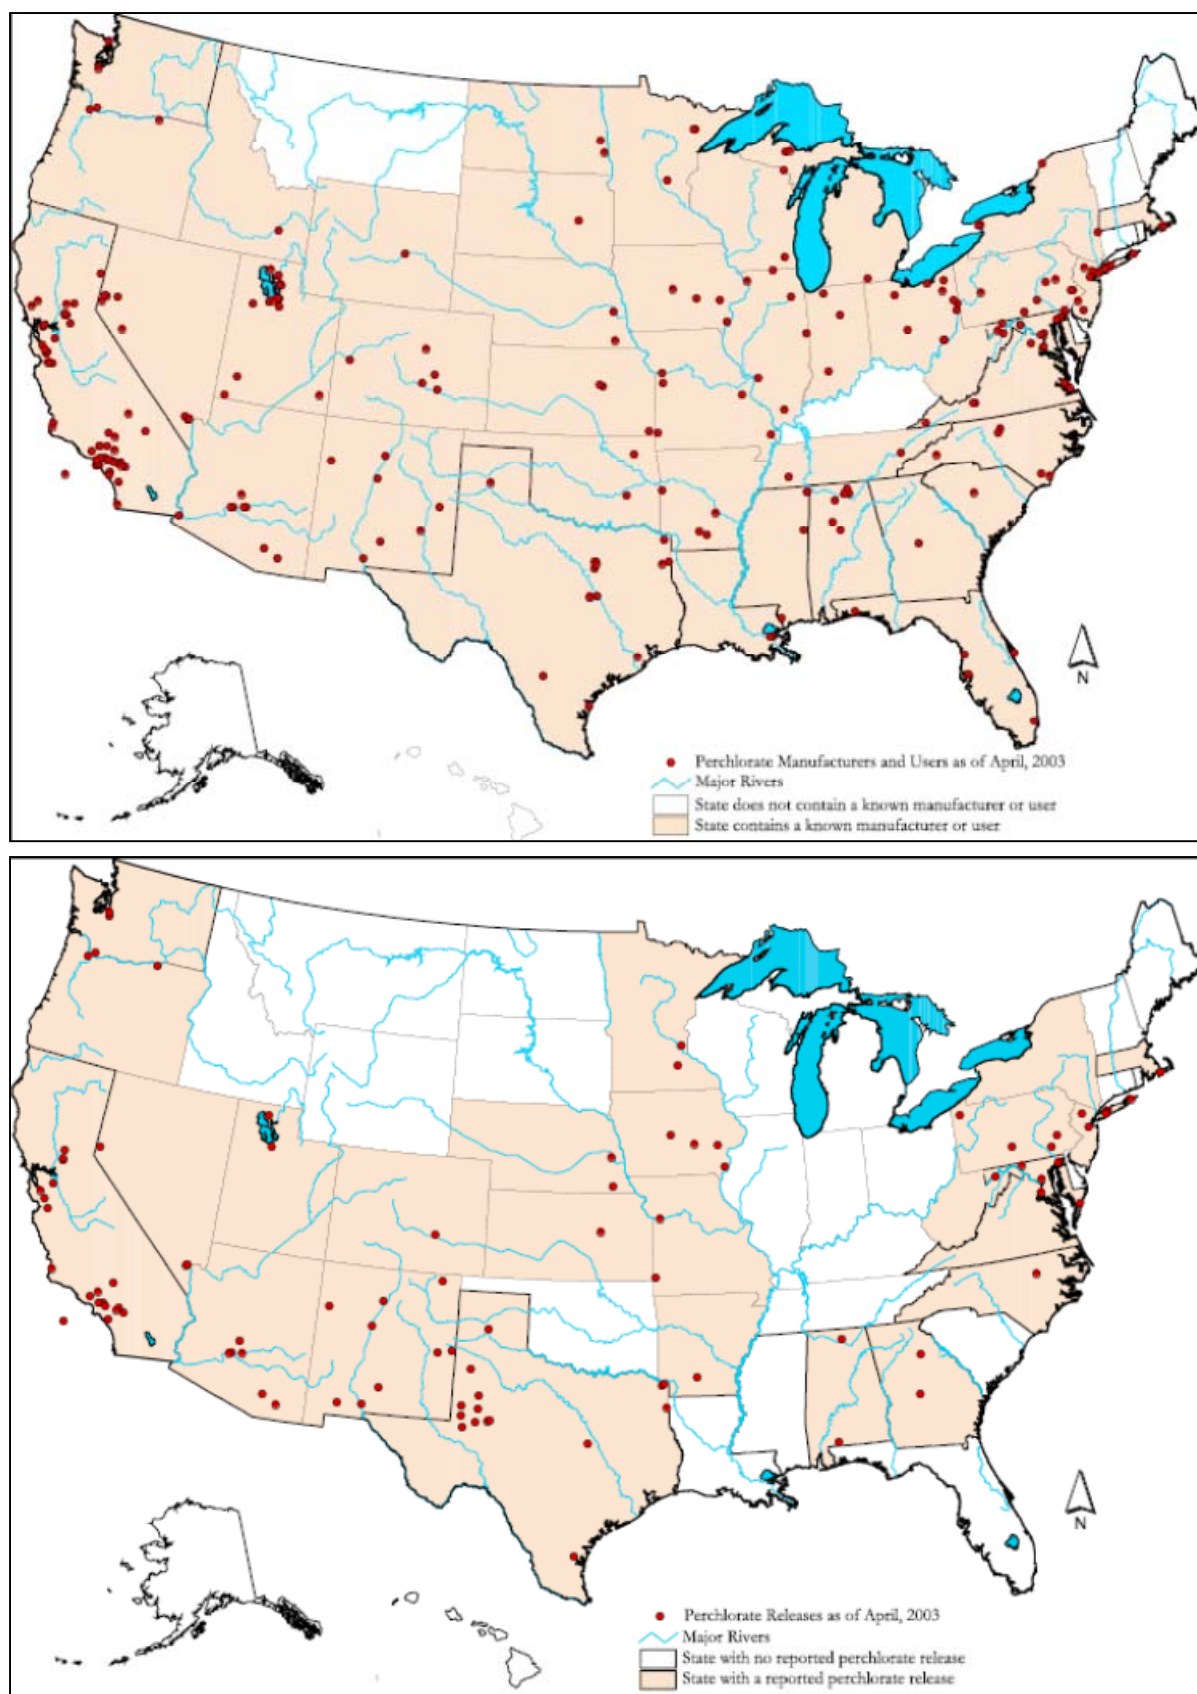 N
Perchlorate Manufacturers and Users as of April, 2003
Major Rivers
State does not contain a known manufacturer or user
State contains a known manufacturer or user
N
Perchlorate Releases as of April, 2003
Major Rivers
State with no reported perchlorate release
State with a reported perchlorate release